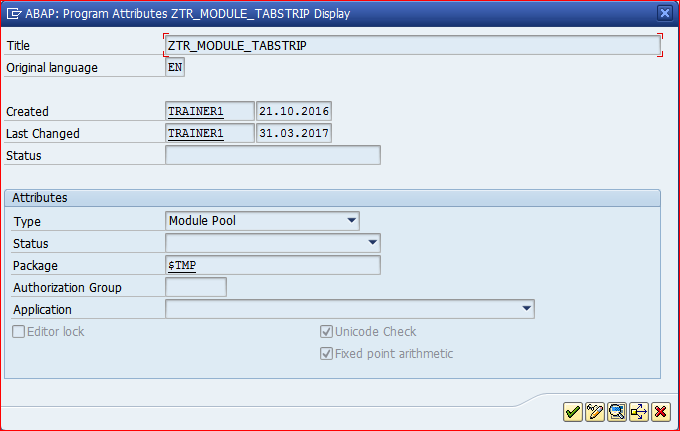 ABAP: Program Attributes ZTR_MODULE_TABSTRIP Display
Title ZTR_MODULE_TABSTRIP
Original language EN
Created TRAINER1 21.10.2016
Last Changed TRAINER1 31.03.2017
Status
Attributes
Type Module Pool
Status
Package $TMP
Authorization Group
Application
Editor lock Unicode Check
Fixed point arithmetic